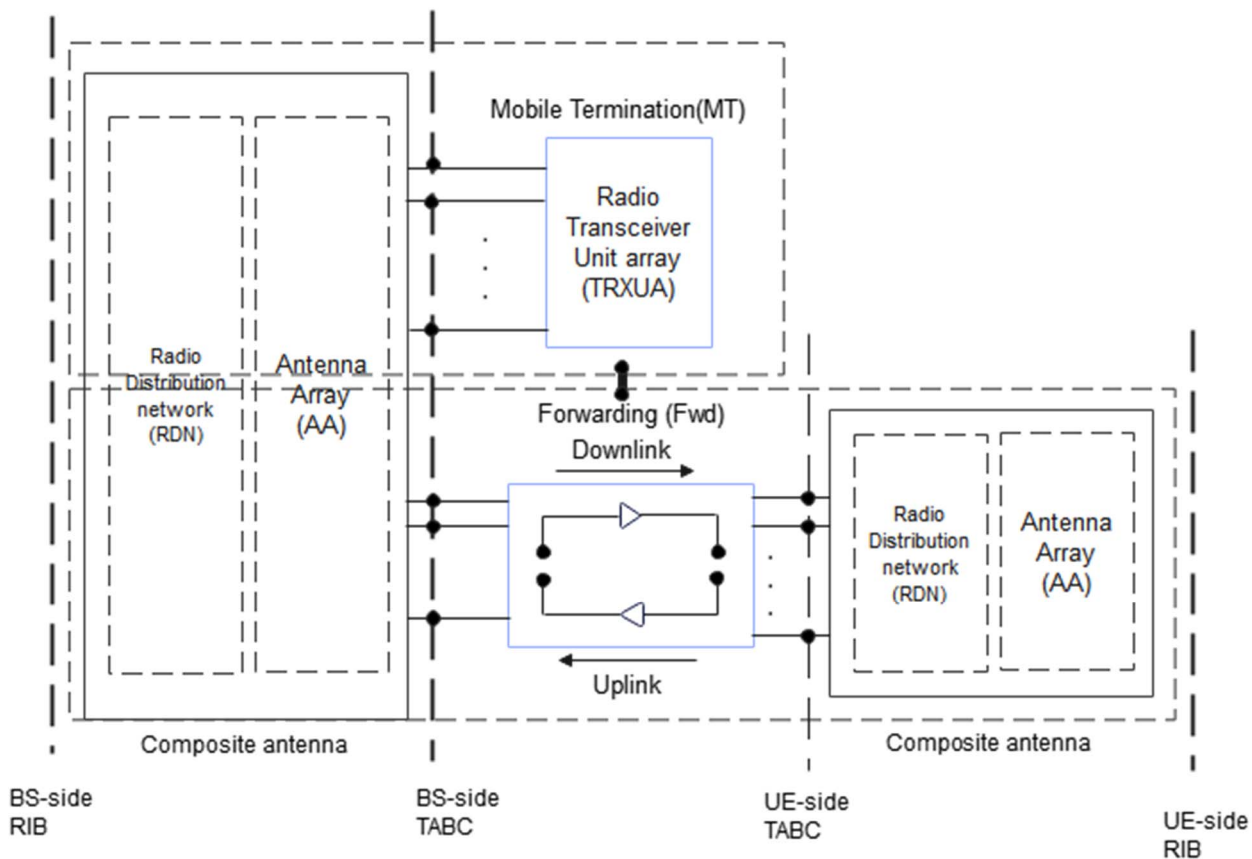 Mobile Termination(MT)
Radio
Transceiver
Unit array
(TRXUA)
Radio
Distribution
network
(RDN)
Antenna
Array
(AA)
Forwarding (Fwd)
Downlink
Uplink
Radio
Distribution
network
(RDN)
Antenna
Array
(AA)
Composite antenna
Composite antenna
BS-side
RIB
BS-side
TABC
UE-side
TABC
UE-side
RIB